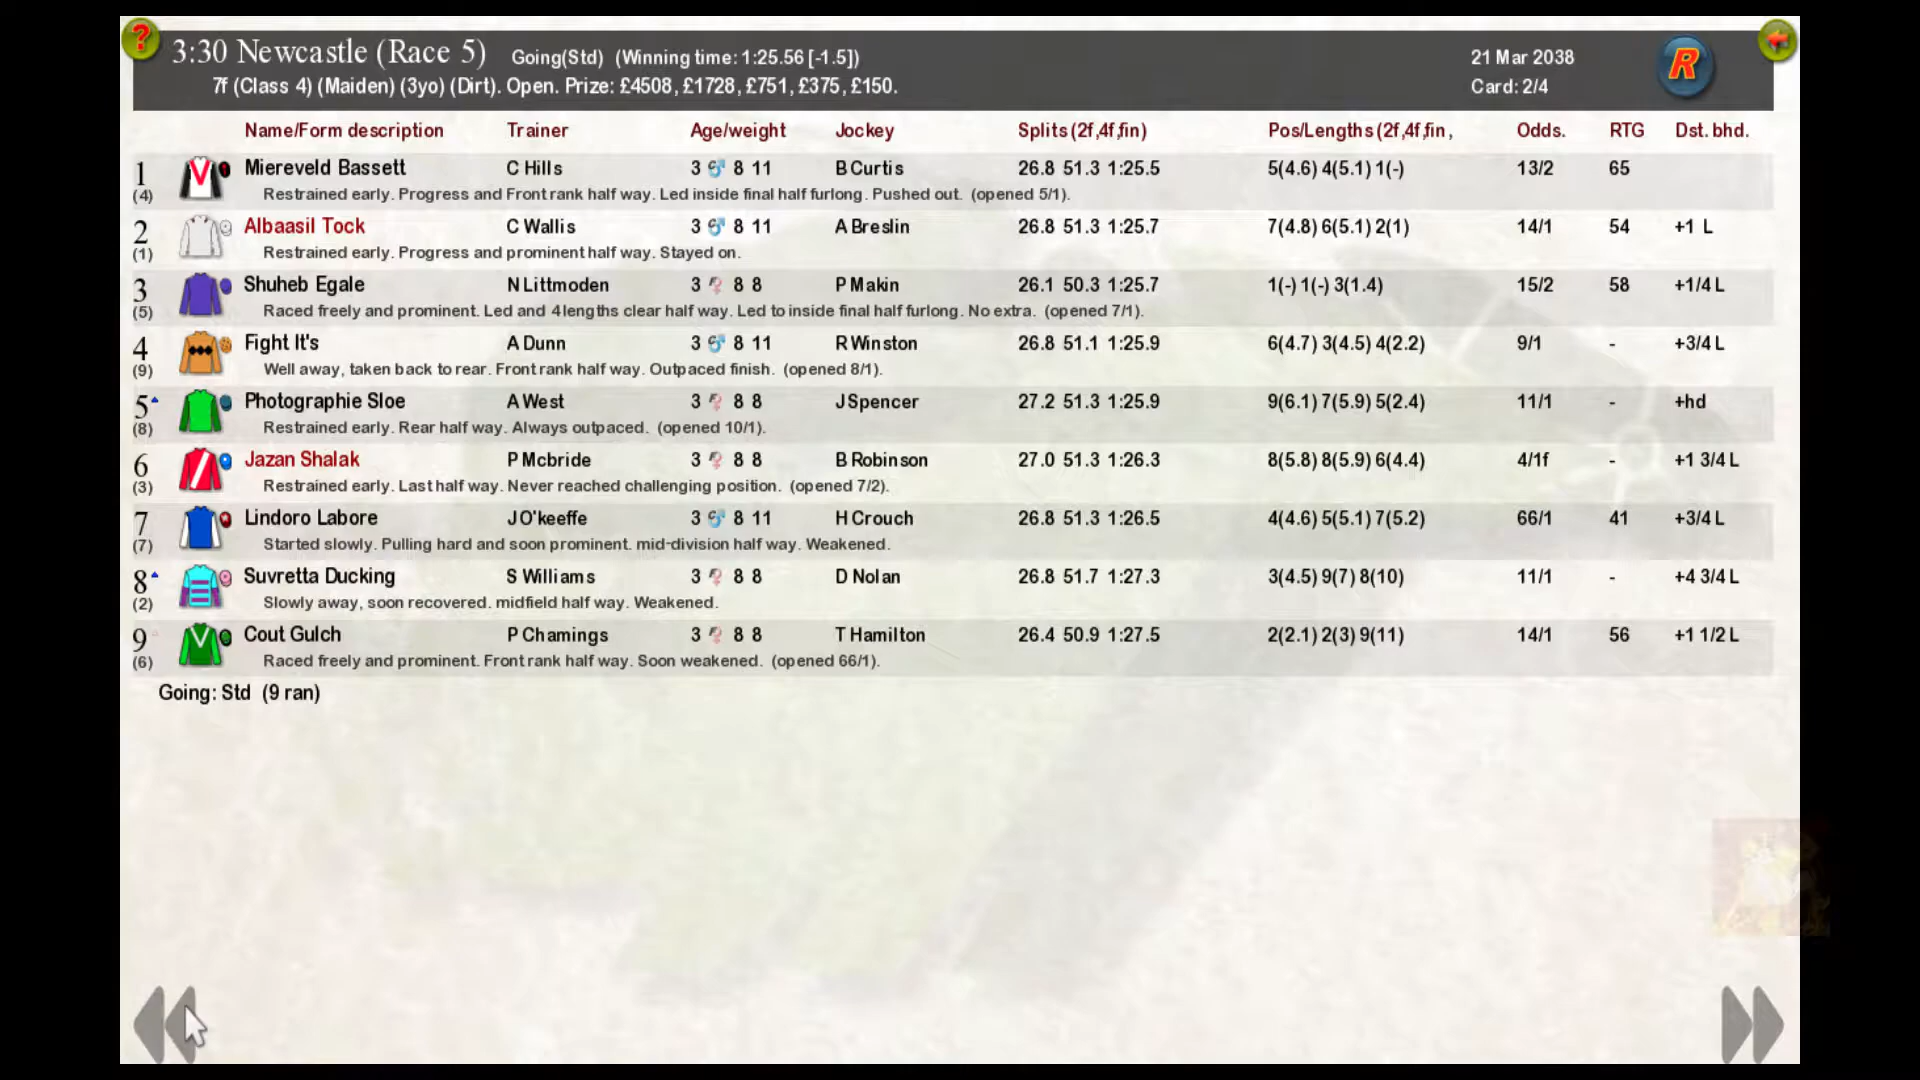 ?
3:30 Newcastle (Race 5) Going(Std) (Winning time: 1:25.56 [-1.5]) 21 Mar 2038 R
7f (Class 4) (Maiden) (3yo) (Dirt). Open. Prize: £4508, £1728, £751, £375, £150. Card: 2/4
Name/Form description Trainer Age/weight Jockey Splits (2f,4f,fin) Pos/Lengths (2f,4f,fin, Odds. RTG Dst. bhd.
1 Miereveld Bassett C Hills 3 8 11 B Curtis 26.8 51.3 1:25.5 5(4.6) 4(5.1) 1(-) 13/2 65
(4) Restrained early. Progress and Front rank half way. Led inside final half furlong. Pushed out. (opened 5/1).
2 Albaasil Tock C Wallis 3 8 11 A Breslin 26.8 51.3 1:25.7 7(4.8) 6(5.1) 2(1) 14/1 54 +1 L
(1) Restrained early. Progress and prominent half way. Stayed on.
3 Shuheb Egale N Littmoden 3 8 8 P Makin 26.1 50.3 1:25.7 1(-) 1(-) 3(1.4) 15/2 58 +1/4 L
(5) Raced freely and prominent. Led and 4 lengths clear half way. Led to inside final half furlong. No extra. (opened 7/1).
4 Fight It's A Dunn 3 8 11 R Winston 26.8 51.1 1:25.9 6(4.7) 3(4.5) 4(2.2) 9/1 - +3/4 L
(9) Well away, taken back to rear. Front rank half way. Outpaced finish. (opened 8/1).
5 Photographie Sloe A West 3 8 8 J Spencer 27.2 51.3 1:25.9 9(6.1) 7(5.9) 5(2.4) 11/1 - +hd
(8) Restrained early. Rear half way. Always outpaced. (opened 10/1).
6 Jazan Shalak P Mcbride 3 8 8 B Robinson 27.0 51.3 1:26.3 8(5.8) 8(5.9) 6(4.4) 4/1f - +1 3/4 L
(3) Restrained early. Last half way. Never reached challenging position. (opened 7/2).
7 Lindoro Labore J O'keeffe 3 8 11 H Crouch 26.8 51.3 1:26.5 4(4.6) 5(5.1) 7(5.2) 66/1 41 +3/4 L
(7) Started slowly. Pulling hard and soon prominent. mid-division half way. Weakened.
8 Suvretta Ducking S Williams 3 8 8 D Nolan 26.8 51.7 1:27.3 3(4.5) 9(7) 8(10) 11/1 - +4 3/4 L
(2) Slowly away, soon recovered. midfield half way. Weakened.
9 Cout Gulch P Chamings 3 8 8 T Hamilton 26.4 50.9 1:27.5 2(2.1) 2(3) 9(11) 14/1 56 +1 1/2 L
(6) Raced freely and prominent. Front rank half way. Soon weakened. (opened 66/1).
Going: Std (9 ran)